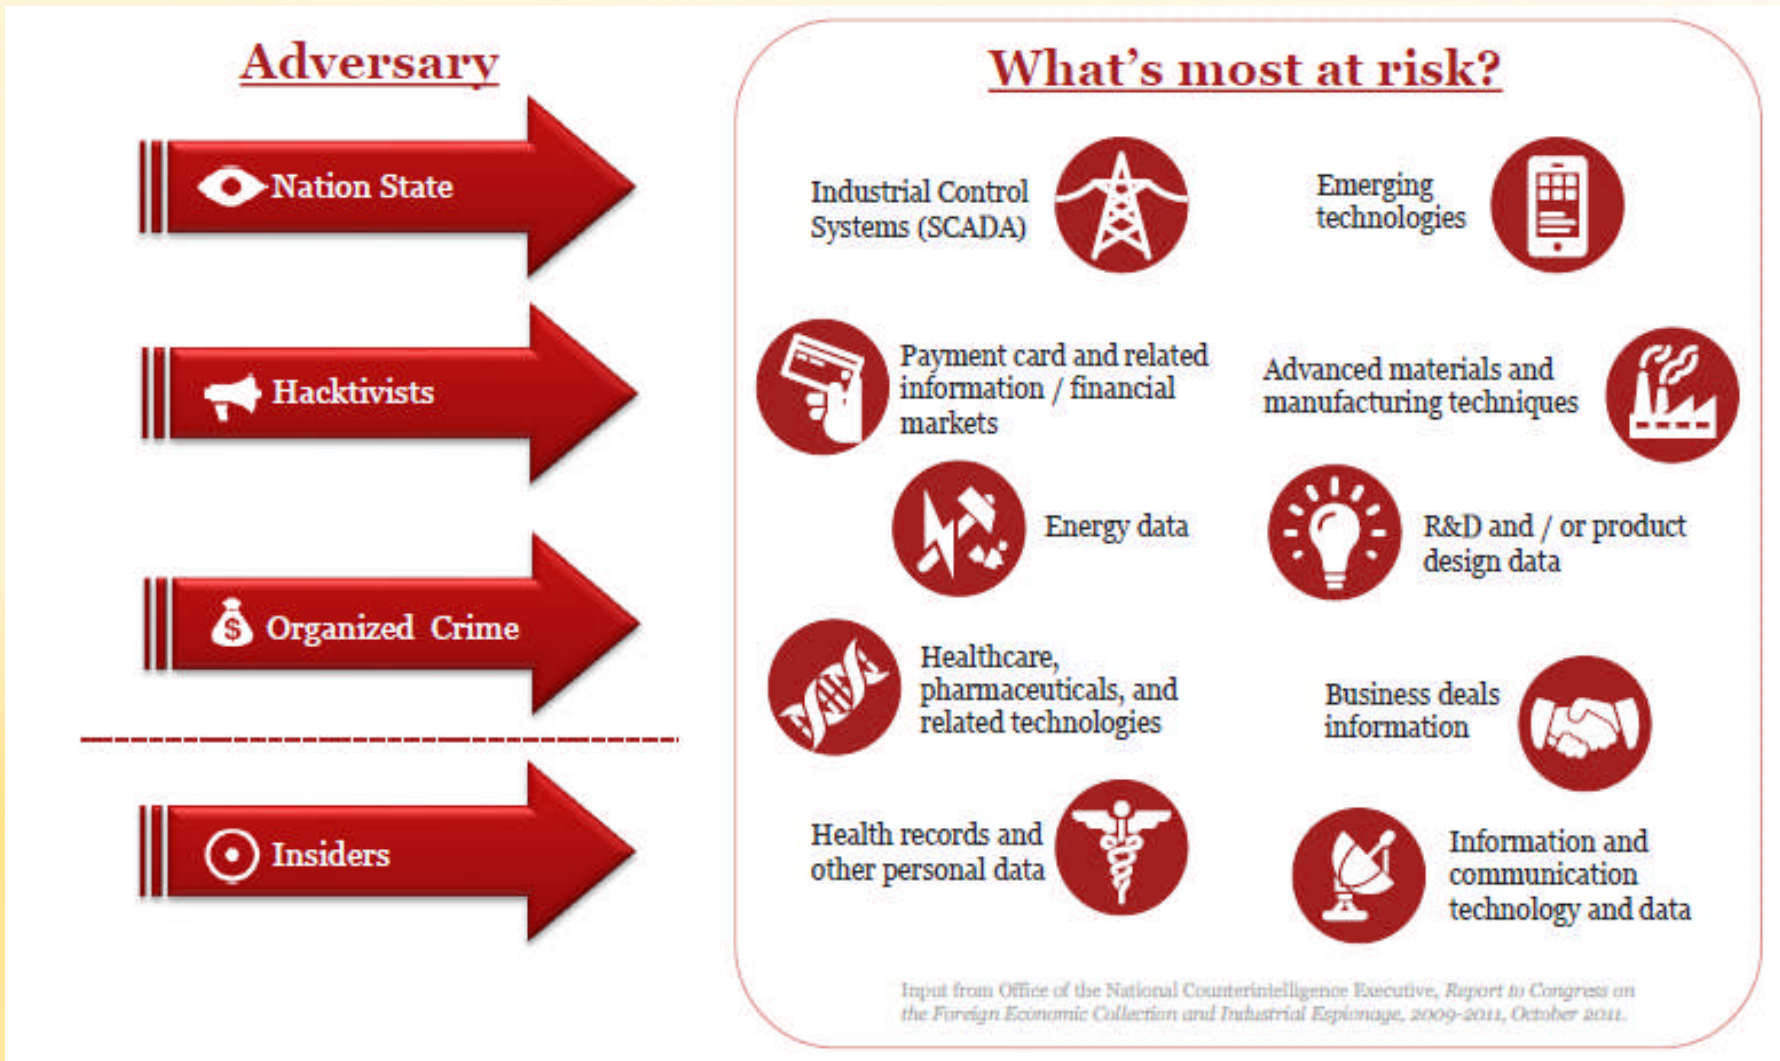 Adversary
Nation State
Hacktivists
$
Organized Crime
Insiders
What's most at risk?
Industrial Control
Systems (SCADA)
Emerging
technologies
Payment card and related
information / financial
markets
Advanced materials and
manufacturing techniques
Energy data
R&D and / or product
design data
Healthcare,
pharmaceuticals, and
related technologies
Business deals
information
Health records and
other personal data
Information and
communication
technology and data
Input from Office of the National Counterintelligence Executive, Report to Congress on
the Foreign Economic Collection and Industrial Espionage, 2009-2011, October 2011.